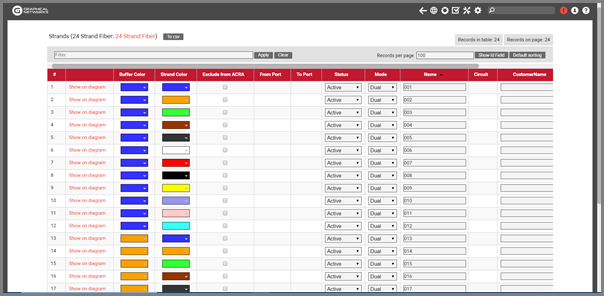 GRAPHICAL NETWORKS
Strands (24 Strand Fiber: 24 Strand Fiber) To csv Records in table: 24 Records on page: 24
Filter Apply Clear Records per page: 100 Show Id Field Default sorting
# Buffer Color Strand Color Exclude from ACRA From Port To Port Status Mode Name Circuit CustomerName
1 Show on diagram Active Dual 001
2 Show on diagram Active Dual 002
3 Show on diagram Active Dual 003
4 Show on diagram Active Dual 004
5 Show on diagram Active Dual 005
6 Show on diagram Active Dual 006
7 Show on diagram Active Dual 007
8 Show on diagram Active Dual 008
9 Show on diagram Active Dual 009
10 Show on diagram Active Dual 010
11 Show on diagram Active Dual 011
12 Show on diagram Active Dual 012
13 Show on diagram Active Dual 013
14 Show on diagram Active Dual 014
15 Show on diagram Active Dual 015
16 Show on diagram Active Dual 016
17 Show on diagram Active Dual 017